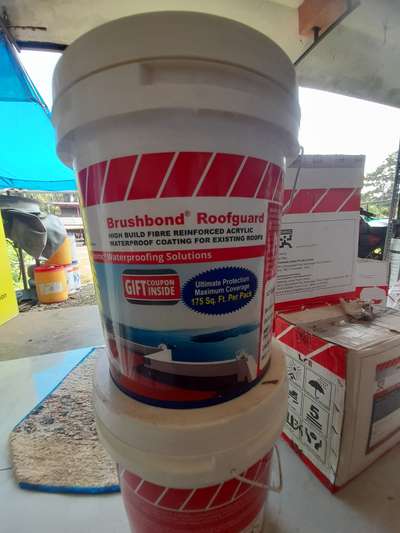 Brushbond® Roofguard
HIGH BUILD FIBRE REINFORCED ACRYLIC
WATERPROOF COATING FOR EXISTING ROOFS
Waterproofing Solutions
GIFT COUPON INSIDE
Ultimate Protection
Maximum Coverage
175 Sq. Ft. Per Pack
5